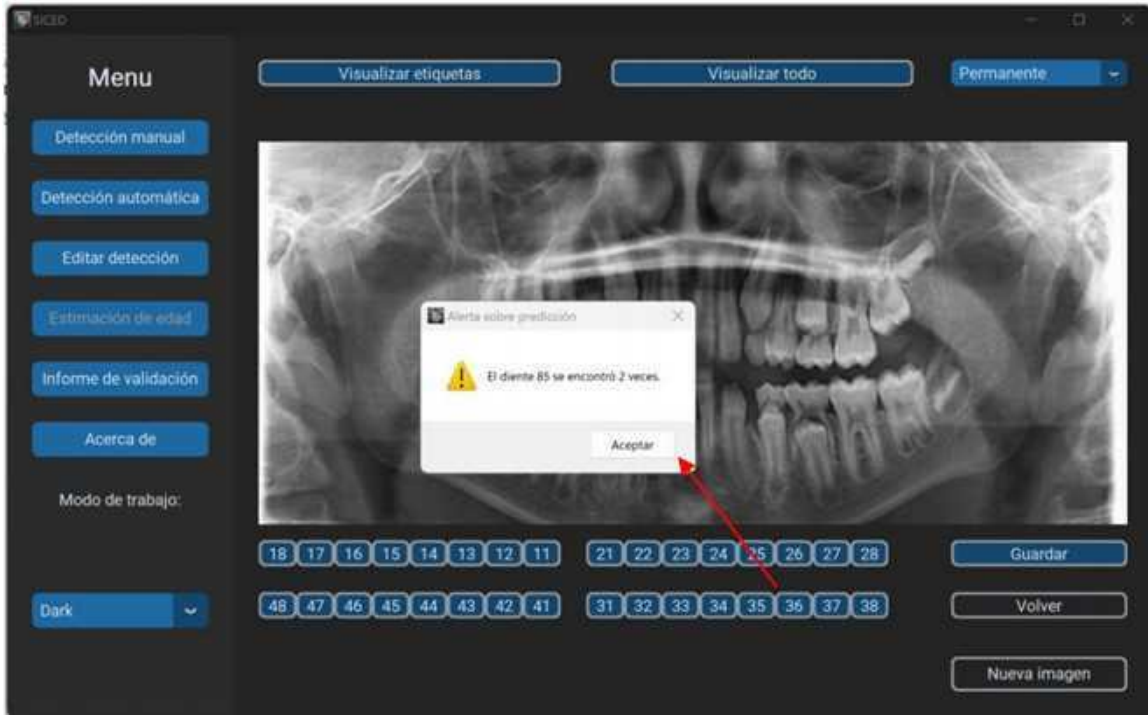 SICED
Menu
Visualizar etiquetas
Visualizar todo
Permanente
Detección manual
Detección automática
Editar detección
Estimación de edad
Informe de validación
Acerca de
Modo de trabajo:
Dark
Alerta sobre predicción
El diente 85 se encontró 2 veces.
Aceptar
18 17 16 15 14 13 12 11 21 22 23 24 25 26 27 28
Guardar
48 47 46 45 44 43 42 41 31 32 33 34 35 36 37 38
Volver
Nueva imagen